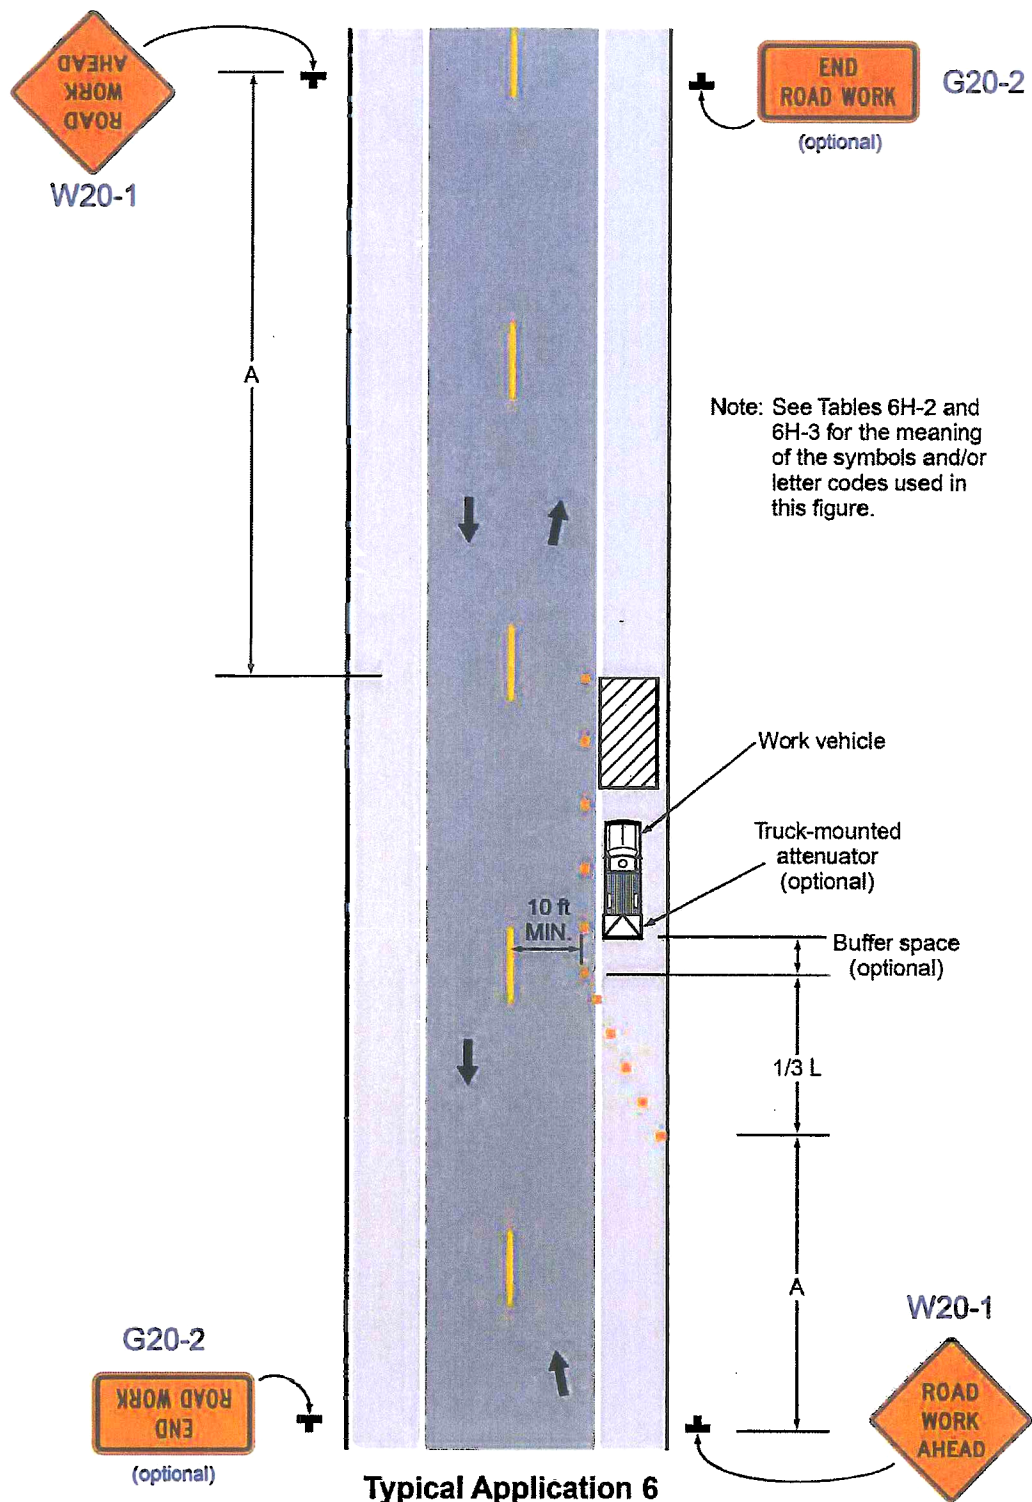 ROAD
WORK
AHEAD
W20-1
END
ROAD WORK
(optional)
G20-2
A
Note: See Tables 6H-2 and
6H-3 for the meaning
of the symbols and/or
letter codes used in
this figure.
Work vehicle
Truck-mounted
attenuator
(optional)
10 ft
MIN.
Buffer space
(optional)
1/3 L
A
G20-2
END
ROAD WORK
(optional)
W20-1
ROAD
WORK
AHEAD
Typical Application 6